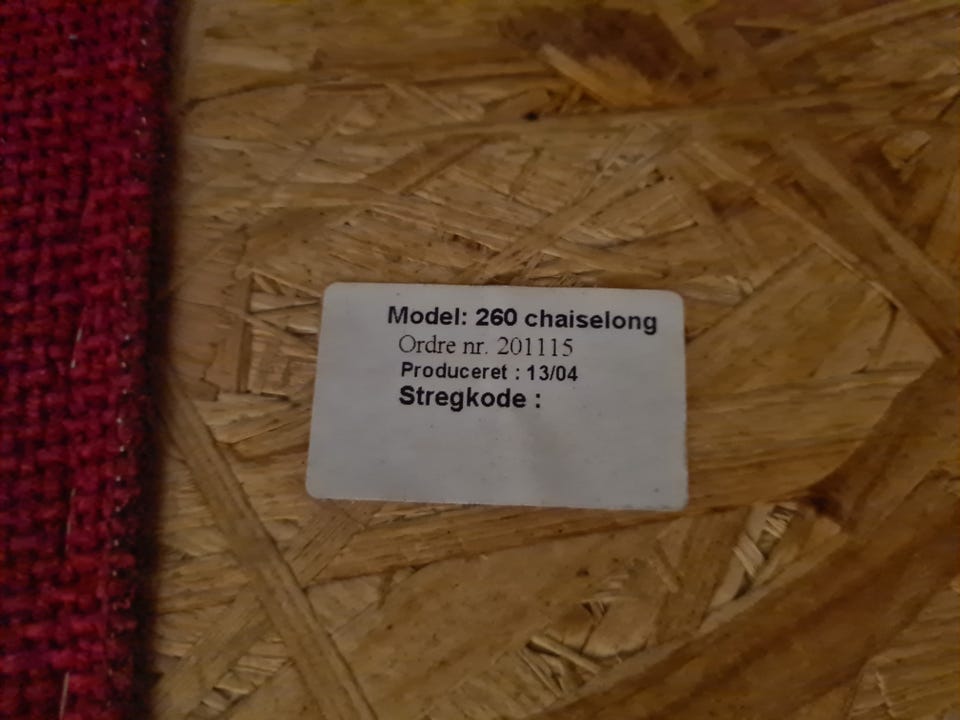 Model: 260 chaiselong
Ordre nr. 201115
Produceret : 13/04
Stregkode :